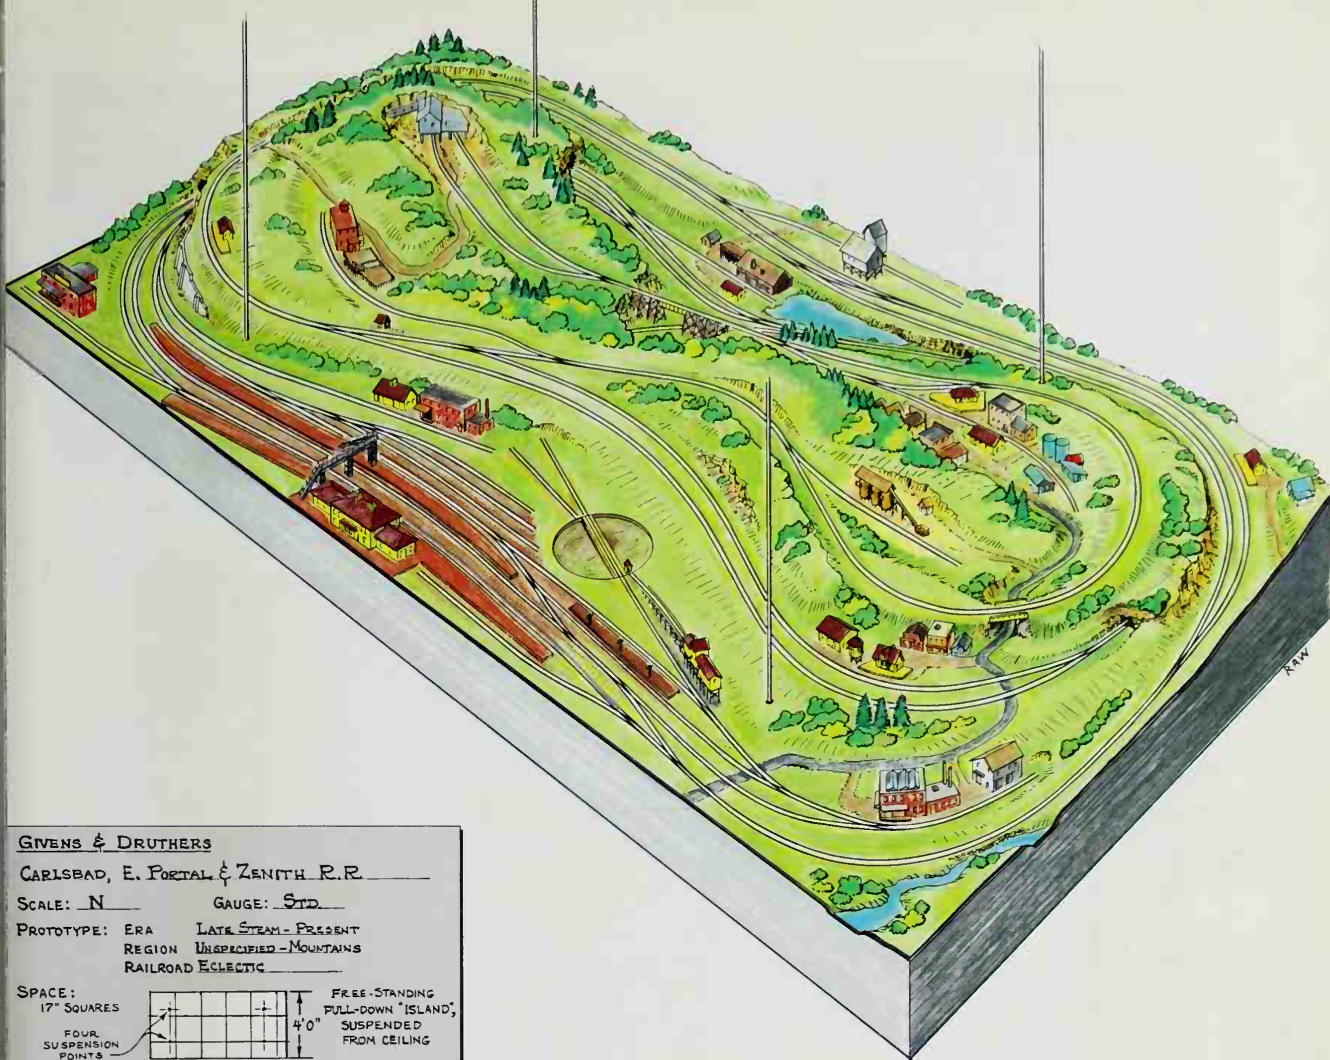 RAW
GIVENS & DRUTHERS
CARLSBAD, E. PORTAL & ZENITH R.R.
SCALE: N GAUGE: STD.
PROTOTYPE: ERA LATE STEAM - PRESENT
REGION UNSPECIFIED - MOUNTAINS
RAILROAD ECLECTIC
SPACE:
17" SQUARES
FOUR
SUSPENSION
POINTS
4'0"
FREE-STANDING
PULL-DOWN "ISLAND",
SUSPENDED
FROM CEILING